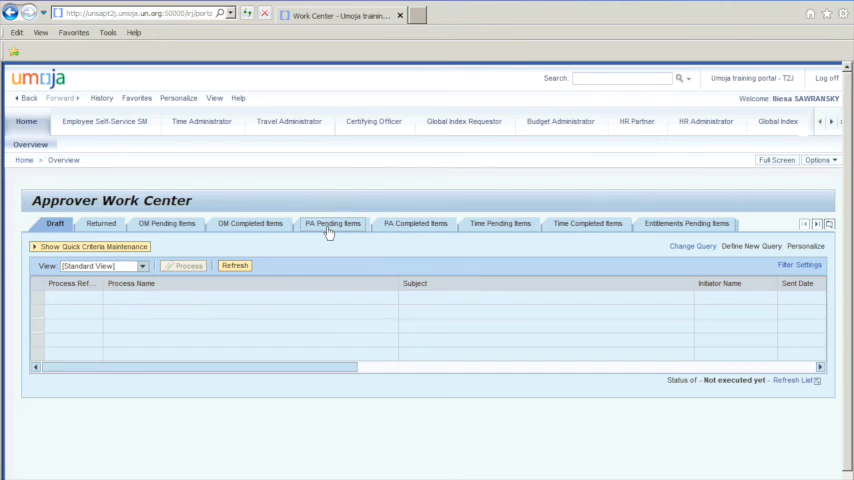 http://unsapt2j.umoja.un.org:50000/irj/porta
Work Center - Umoja trainin...
Edit View Favorites Tools Help
umoja
Search:
Umoja training portal - T2J
Log off
Back Forward History Favorites Personalize View Help
Welcome: Iliesa SAWRANSKY
Home Employee Self-Service SM Time Administrator Travel Administrator Certifying Officer Global Index Requestor Budget Administrator HR Partner HR Administrator Global Index
Overview
Home > Overview
Full Screen Options
Approver Work Center
Draft Returned OM Pending Items OM Completed Items PA Pending Items PA Completed Items Time Pending Items Time Completed Items Entitlements Pending Items
Show Quick Criteria Maintenance
Change Query Define New Query Personalize
View: [Standard View] Process Refresh
Filter Settings
Process Ref... Process Name Subject Initiator Name Sent Date
Status of - Not executed yet - Refresh List